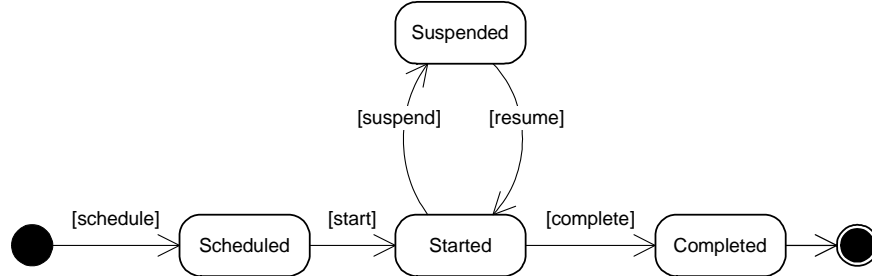 Suspended
[suspend]
[resume]
[schedule]
[start]
[complete]
Scheduled
Started
Completed